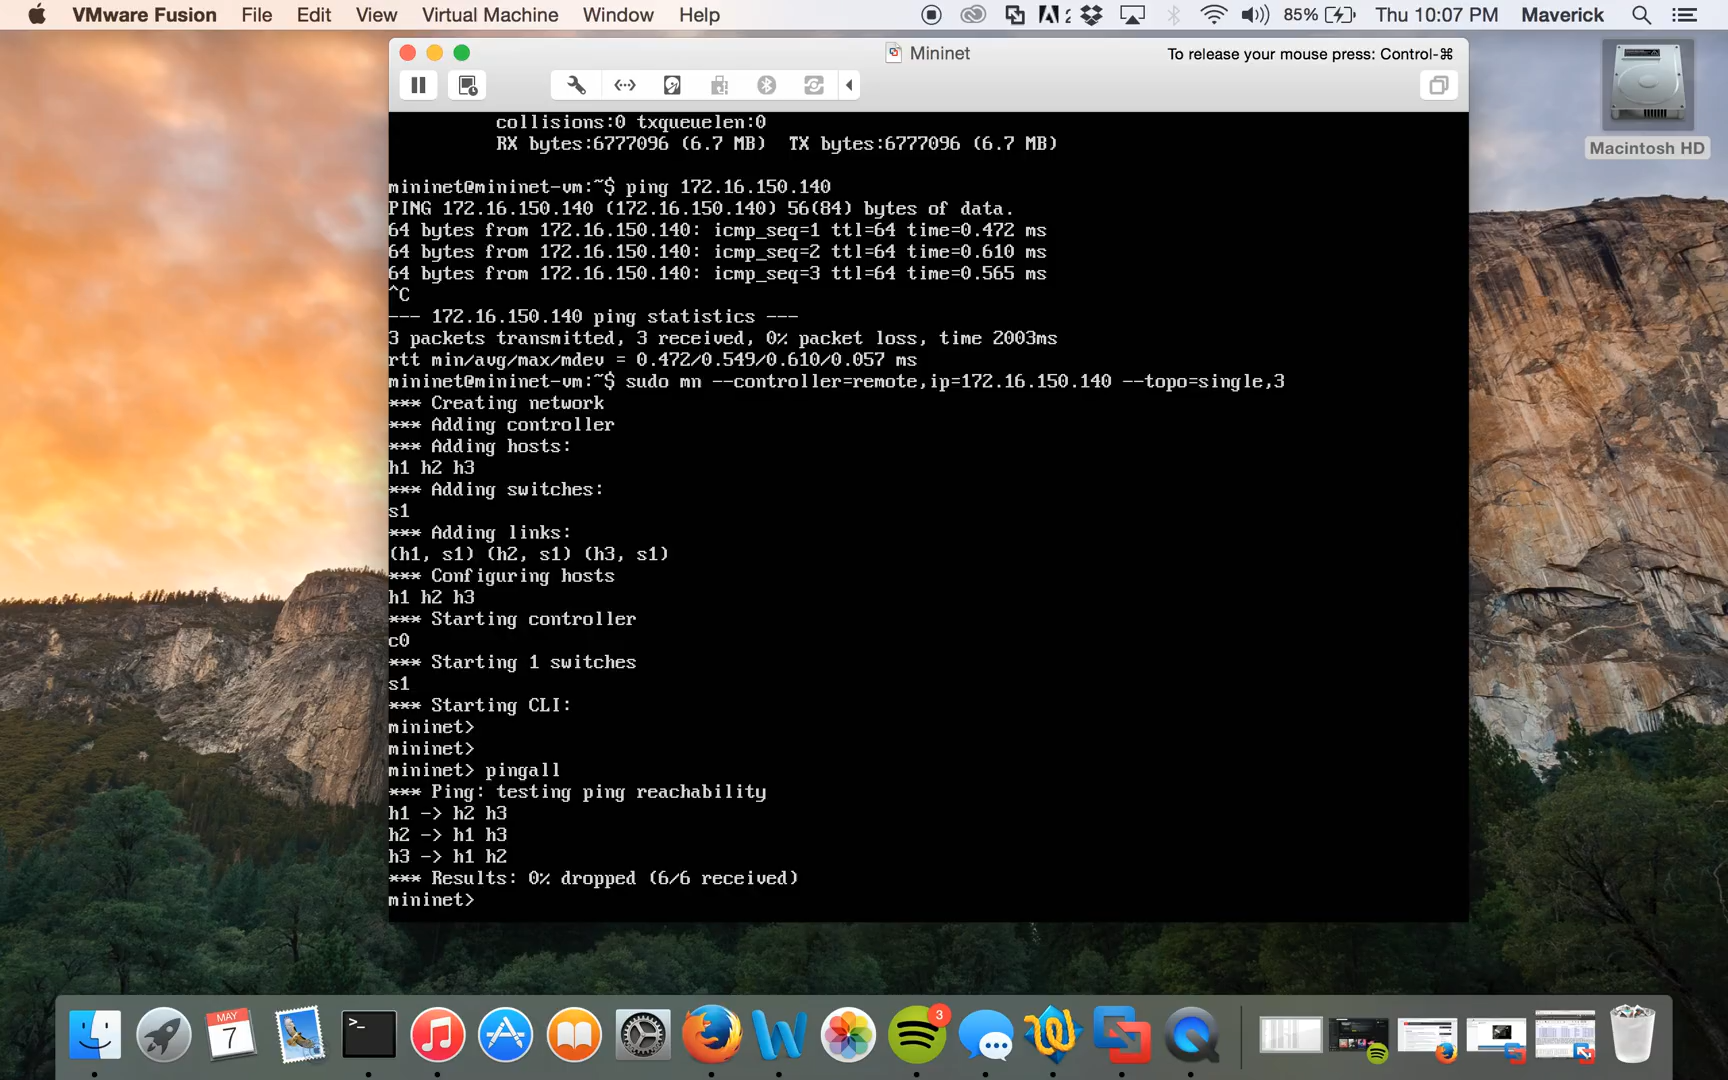 VMware Fusion File Edit View Virtual Machine Window Help 2 85% Thu 10:07 PM Maverick
Mininet To release your mouse press: Control-⌘
Macintosh HD
collisions:0 txqueuelen:0
RX bytes:6777096 (6.7 MB) TX bytes:6777096 (6.7 MB)
mininet@mininet-vm:~$ ping 172.16.150.140
PING 172.16.150.140 (172.16.150.140) 56(84) bytes of data.
64 bytes from 172.16.150.140: icmp_seq=1 ttl=64 time=0.472 ms
64 bytes from 172.16.150.140: icmp_seq=2 ttl=64 time=0.610 ms
64 bytes from 172.16.150.140: icmp_seq=3 ttl=64 time=0.565 ms
^C
--- 172.16.150.140 ping statistics ---
3 packets transmitted, 3 received, 0% packet loss, time 2003ms
rtt min/avg/max/mdev = 0.472/0.549/0.610/0.057 ms
mininet@mininet-vm:~$ sudo mn --controller=remote,ip=172.16.150.140 --topo=single,3
*** Creating network
*** Adding controller
*** Adding hosts:
h1 h2 h3
*** Adding switches:
s1
*** Adding links:
(h1, s1) (h2, s1) (h3, s1)
*** Configuring hosts
h1 h2 h3
*** Starting controller
c0
*** Starting 1 switches
s1
*** Starting CLI:
mininet>
mininet>
mininet> pingall
*** Ping: testing ping reachability
h1 -> h2 h3
h2 -> h1 h3
h3 -> h1 h2
*** Results: 0% dropped (6/6 received)
mininet>
MAY
7
>_
3